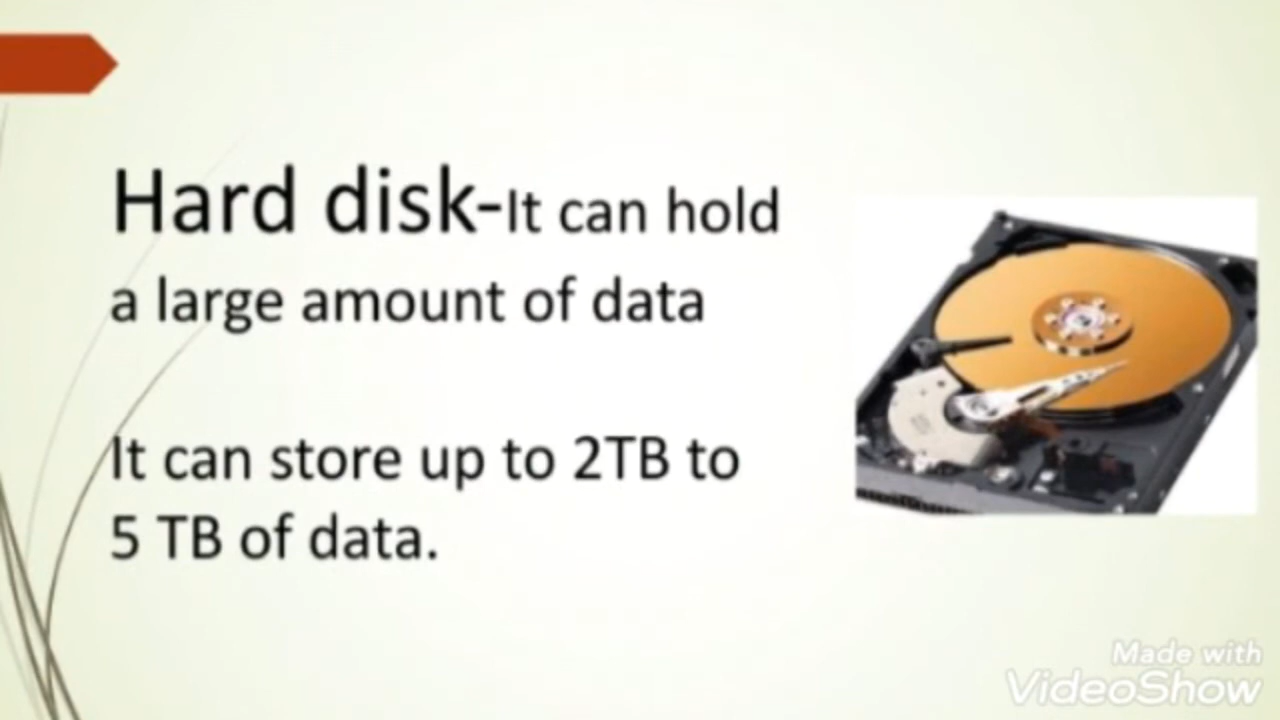 Hard disk-It can hold
a large amount of data
It can store up to 2TB to
5 TB of data.
Made with
VideoShow